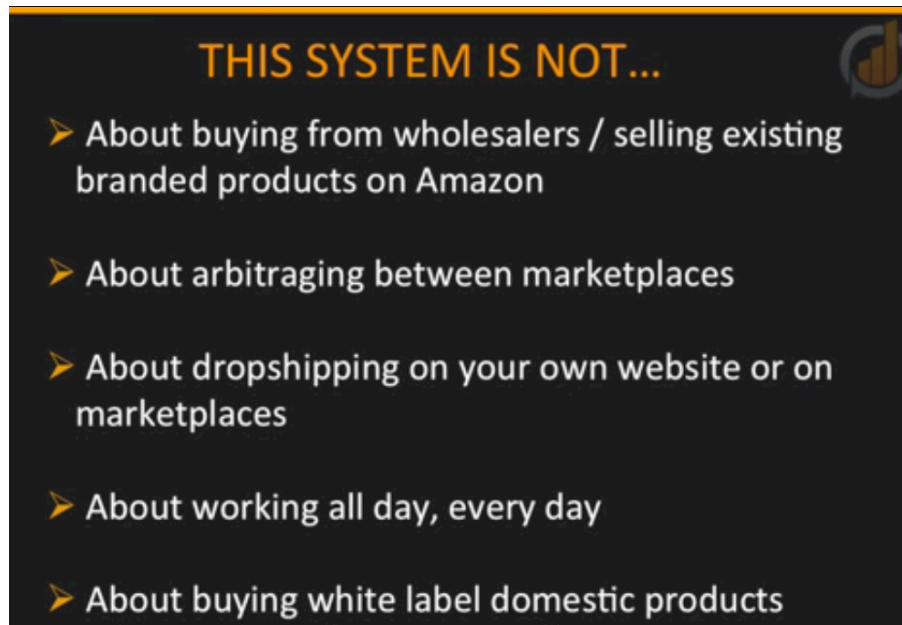 THIS SYSTEM IS NOT...
➢ About buying from wholesalers / selling existing
branded products on Amazon
➢ About arbitraging between marketplaces
➢ About dropshipping on your own website or on
marketplaces
➢ About working all day, every day
➢ About buying white label domestic products